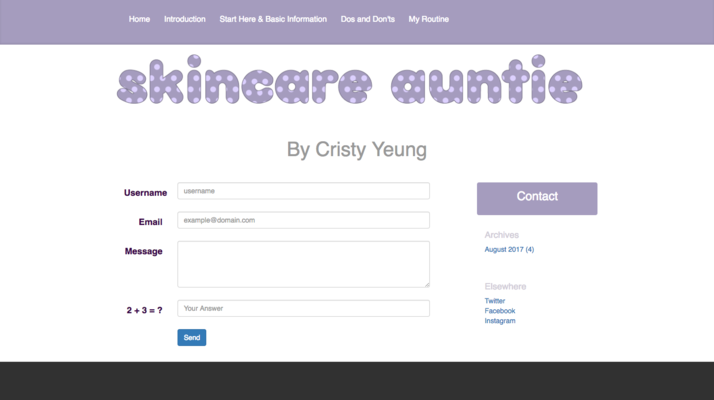 Home Introduction Start Here & Basic Information Dos and Don'ts My Routine
skincare auntie
By Cristy Yeung
Username username
Email example@domain.com
Message
2 + 3 = ? Your Answer
Send
Contact
Archives
August 2017 (4)
Elsewhere
Twitter
Facebook
Instagram